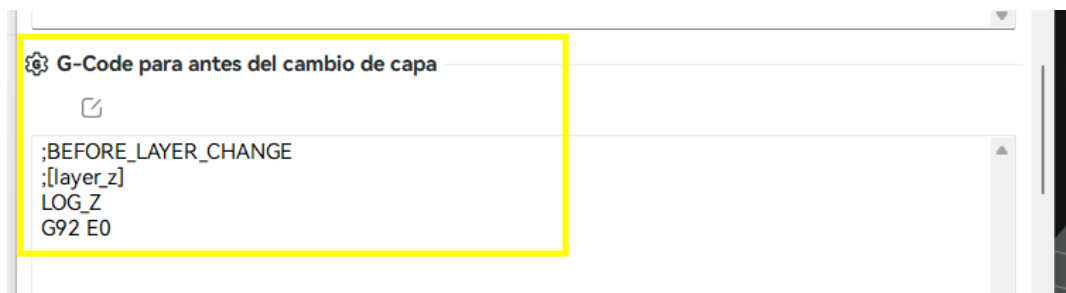 G-Code para antes del cambio de capa
;BEFORE_LAYER_CHANGE
;[layer_z]
LOG_Z
G92 E0